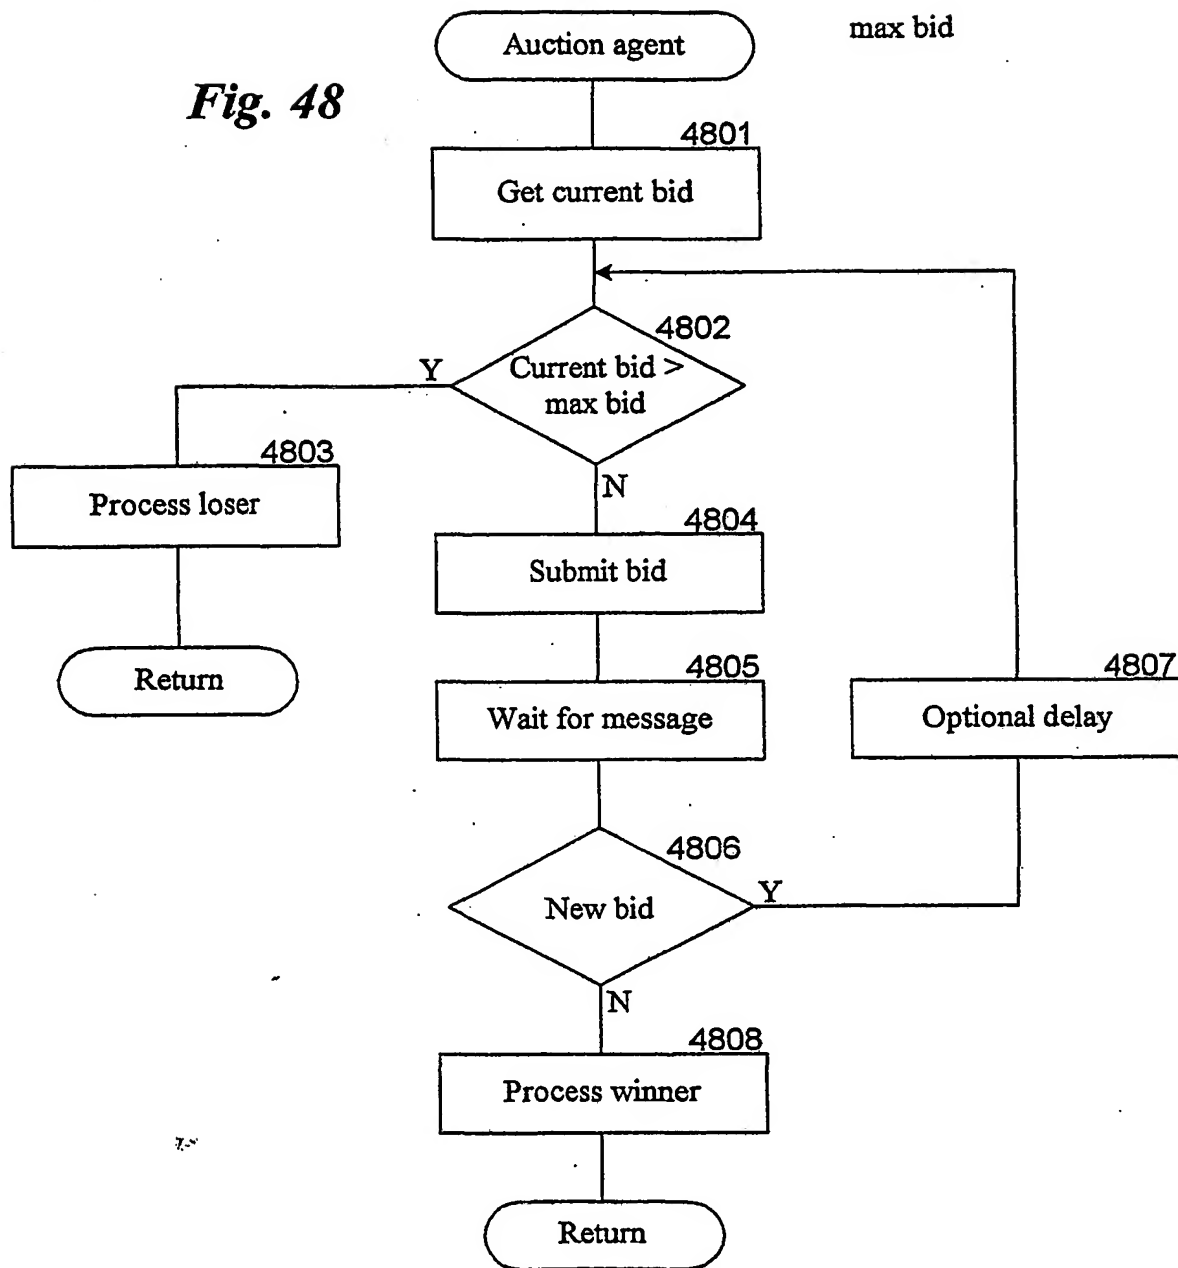 Auction agent
max bid
Fig. 48
4801
Get current bid
4802
Y
Current bid >
max bid
4803
Process loser
N
4804
Submit bid
Return
4805
Wait for message
4807
Optional delay
4806
New bid
Y
N
4808
Process winner
Return